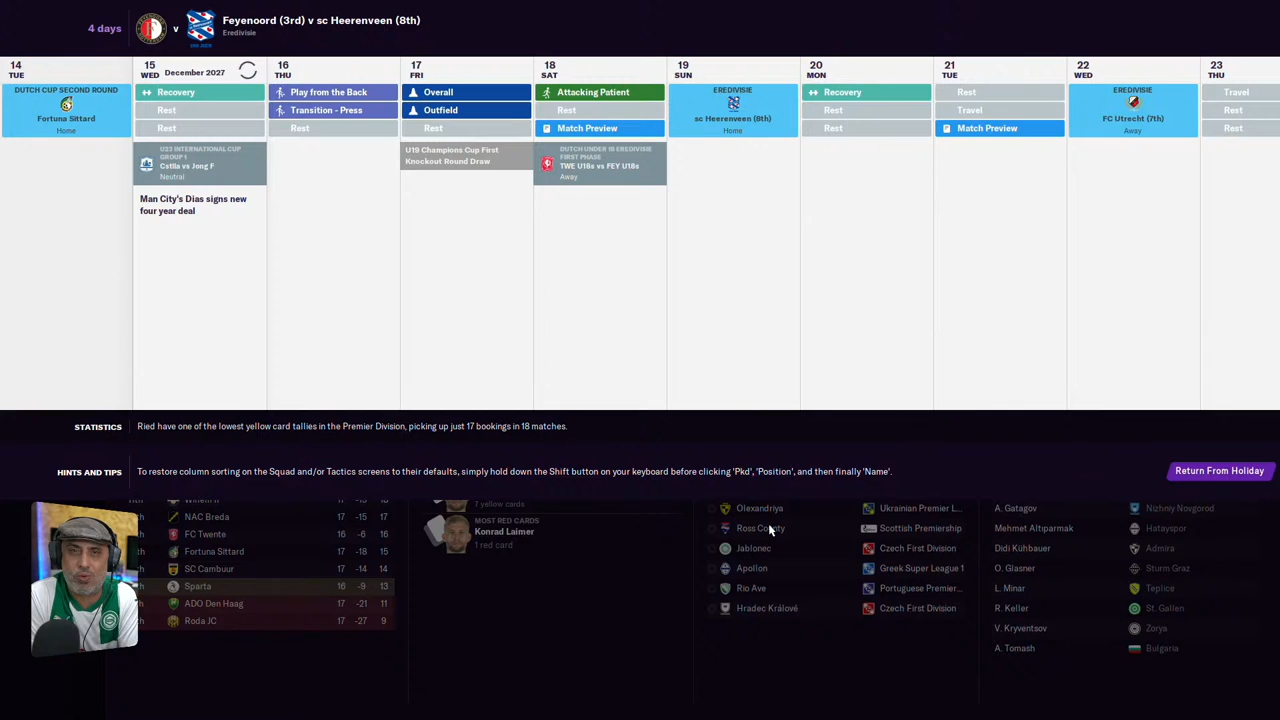 4 days
v
Feyenoord (3rd) v sc Heerenveen (8th)
Eredivisie
14
TUE
15
WED December 2027
16
THU
17
FRI
18
SAT
19
SUN
20
MON
21
TUE
22
WED
23
THU
DUTCH CUP SECOND ROUND
Fortuna Sittard
Home
Recovery
Rest
Rest
U23 INTERNATIONAL CUP
GROUP 1
Cstlla vs Jong F
Neutral
Man City's Dias signs new
four year deal
Play from the Back
Transition - Press
Rest
Overall
Outfield
Rest
U19 Champions Cup First
Knockout Round Draw
Attacking Patient
Rest
Match Preview
DUTCH UNDER 18 EREDIVISIE
FIRST PHASE
TWE U18s vs FEY U18s
Away
EREDIVISIE
sc Heerenveen (8th)
Home
Recovery
Rest
Rest
Rest
Travel
Match Preview
EREDIVISIE
FC Utrecht (7th)
Away
Travel
Rest
Rest
STATISTICS Ried have one of the lowest yellow card tallies in the Premier Division, picking up just 17 bookings in 18 matches.
HINTS AND TIPS To restore column sorting on the Squad and/or Tactics screens to their defaults, simply hold down the Shift button on your keyboard before clicking 'Pkd', 'Position', and then finally 'Name'.
Return From Holiday
Willem II 17 -13 18
NAC Breda 17 -15 17
FC Twente 16 -6 16
Fortuna Sittard 17 -18 15
SC Cambuur 17 -14 14
Sparta 16 -9 13
ADO Den Haag 17 -21 11
Roda JC 17 -27 9
7 yellow cards
MOST RED CARDS
Konrad Laimer
1 red card
Olexandriya Ukrainian Premier L...
Ross County Scottish Premiership
Jablonec Czech First Division
Apollon Greek Super League 1
Rio Ave Portuguese Premier...
Hradec Králové Czech First Division
A. Gatagov Nizhniy Novgorod
Mehmet Altıparmak Hatayspor
Didi Kühbauer Admira
O. Glasner Sturm Graz
L. Minar Teplice
R. Keller St. Gallen
V. Kryventsov Zorya
A. Tomash Bulgaria